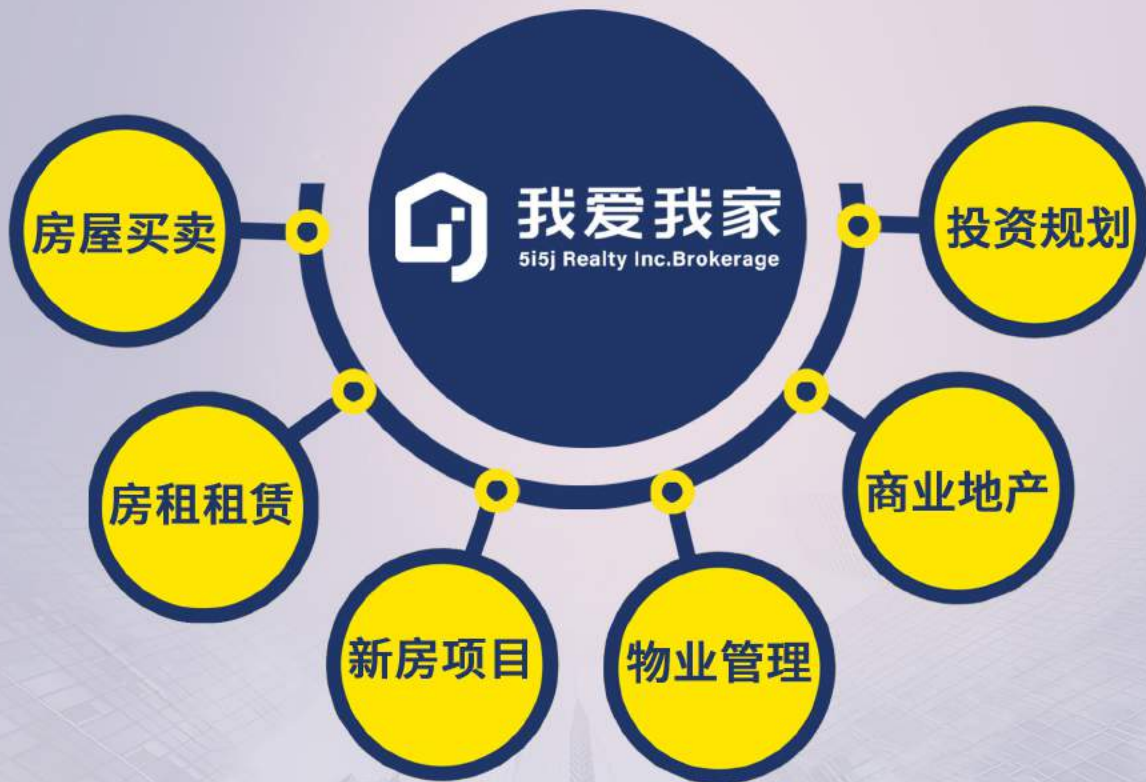 我爱我家
5i5j Realty Inc.Brokerage
房屋买卖
投资规划
房租租赁
商业地产
新房项目
物业管理